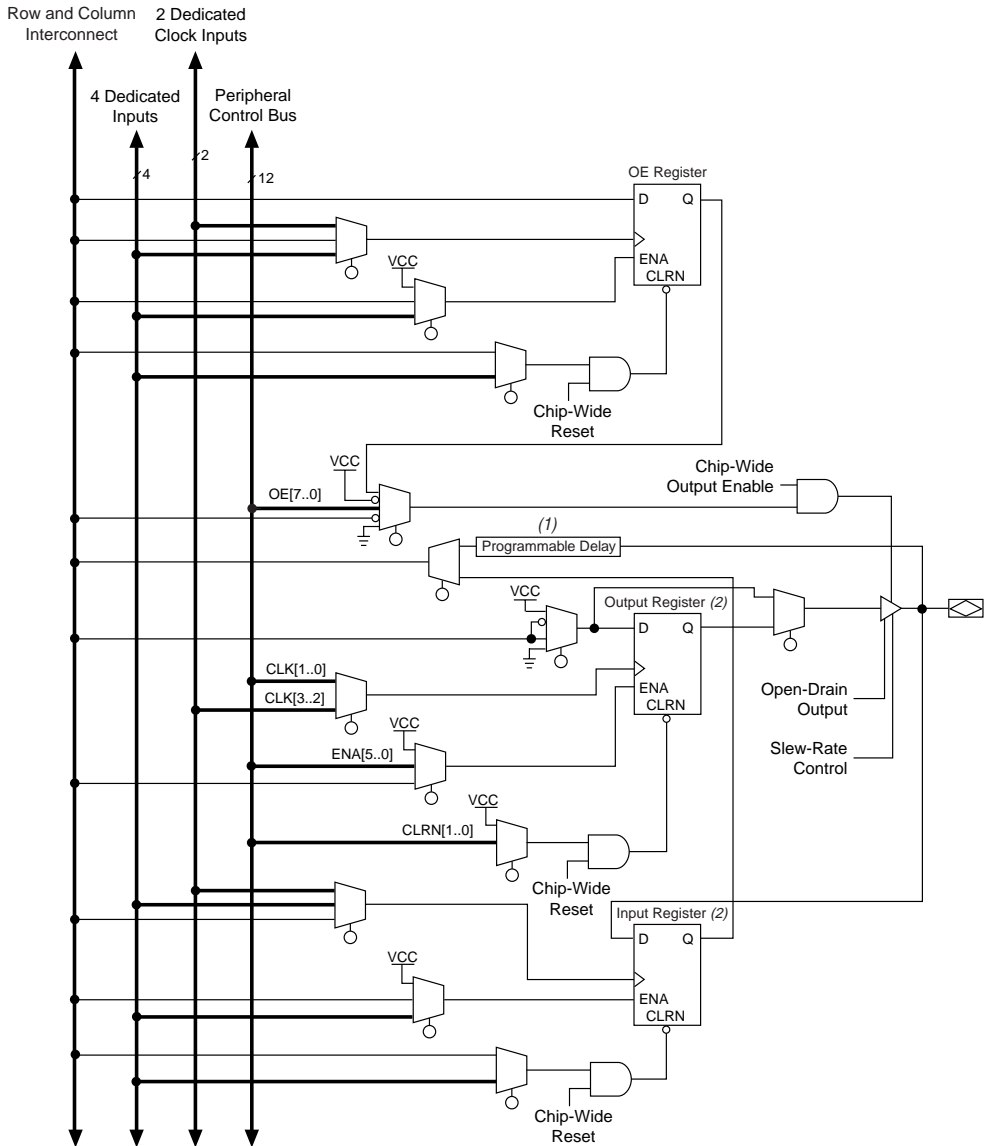 Row and Column
Interconnect
2 Dedicated
Clock Inputs
4 Dedicated
Inputs
Peripheral
Control Bus
2
4
12
OE Register
D Q
ENA
CLRN
VCC
Chip-Wide
Reset
VCC
OE[7..0]
Chip-Wide
Output Enable
(1)
Programmable Delay
VCC
Output Register (2)
D Q
ENA
CLRN
CLK[1..0]
CLK[3..2]
Open-Drain
Output
VCC
ENA[5..0]
Slew-Rate
Control
VCC
CLRN[1..0]
Chip-Wide
Reset
Input Register (2)
D Q
ENA
CLRN
VCC
Chip-Wide
Reset